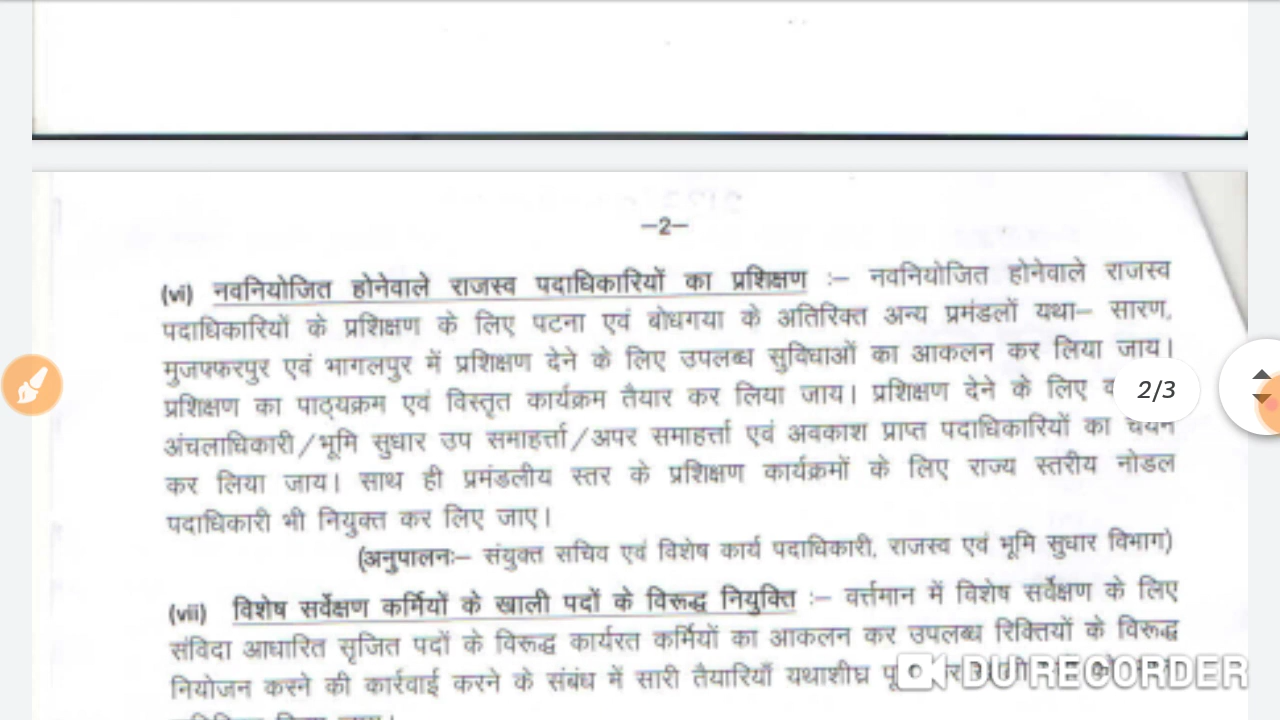 –2–
(vi) नवनियोजित होनेवाले राजस्व पदाधिकारियों का प्रशिक्षण :– नवनियोजित होनेवाले राजस्व
पदाधिकारियों के प्रशिक्षण के लिए पटना एवं बोधगया के अतिरिक्त अन्य प्रमंडलों यथा– सारण,
मुजफ्फरपुर एवं भागलपुर में प्रशिक्षण देने के लिए उपलब्ध सुविधाओं का आकलन कर लिया जाय।
प्रशिक्षण का पाठ्यक्रम एवं विस्तृत कार्यक्रम तैयार कर लिया जाय। प्रशिक्षण देने के लिए
2/3
अंचलाधिकारी/भूमि सुधार उप समाहर्त्ता/अपर समाहर्त्ता एवं अवकाश प्राप्त पदाधिकारियों का चयन
कर लिया जाय। साथ ही प्रमंडलीय स्तर के प्रशिक्षण कार्यक्रमों के लिए राज्य स्तरीय नोडल
पदाधिकारी भी नियुक्त कर लिए जाए।
(अनुपालनः– संयुक्त सचिव एवं विशेष कार्य पदाधिकारी, राजस्व एवं भूमि सुधार विभाग)
(vii) विशेष सर्वेक्षण कर्मियों के खाली पदों के विरूद्ध नियुक्ति :– वर्त्तमान में विशेष सर्वेक्षण के लिए
संविदा आधारित सृजित पदों के विरूद्ध कार्यरत कर्मियों का आकलन कर उपलब्ध रिक्तियों के विरूद्ध
नियोजन करने की कार्रवाई करने के संबंध में सारी तैयारियाँ यथाशीघ्र
DU RECORDER